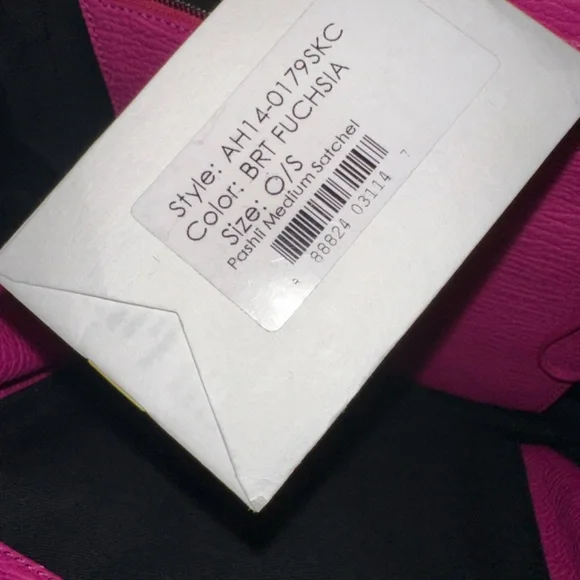 Style: AH14-0179SKC
Color: BRT FUCHSIA
Size: O/S
Pashli Medium Satchel
8 88824 03114 7